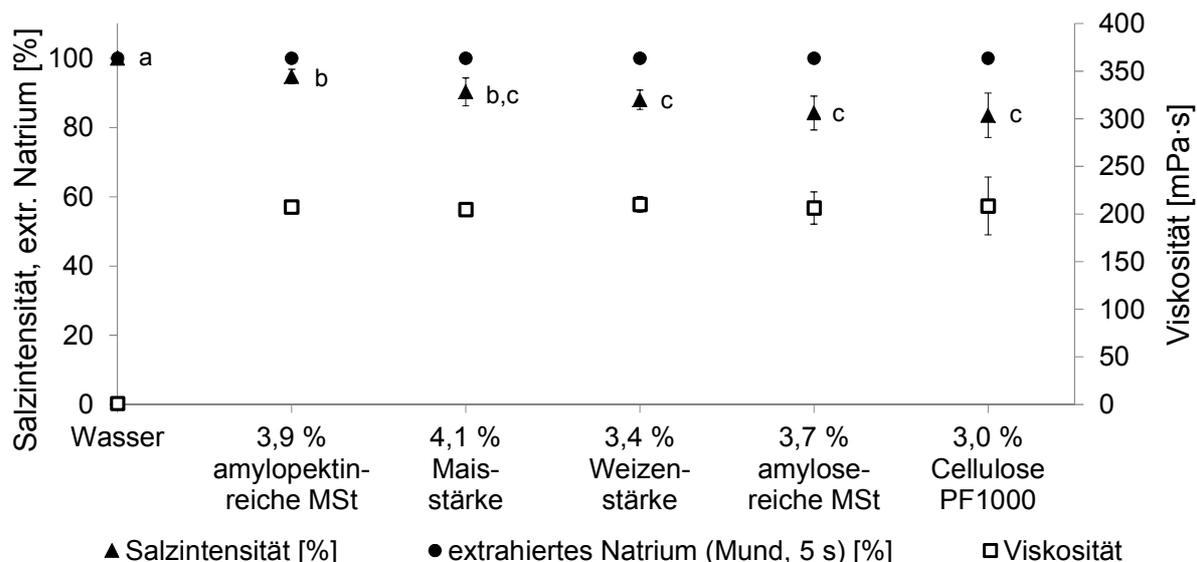 Salzintensität, extr. Natrium [%]
100
80
60
40
20
0
a
b
b,c
c
c
c
400
350
300
250
200
150
100
50
0
Viskosität [mPa·s]
Wasser
3,9 %
amylopektin-
reiche MSt
4,1 %
Mais-
stärke
3,4 %
Weizen-
stärke
3,7 %
amylose-
reiche MSt
3,0 %
Cellulose
PF1000
Salzintensität [%]
extrahiertes Natrium (Mund, 5 s) [%]
Viskosität